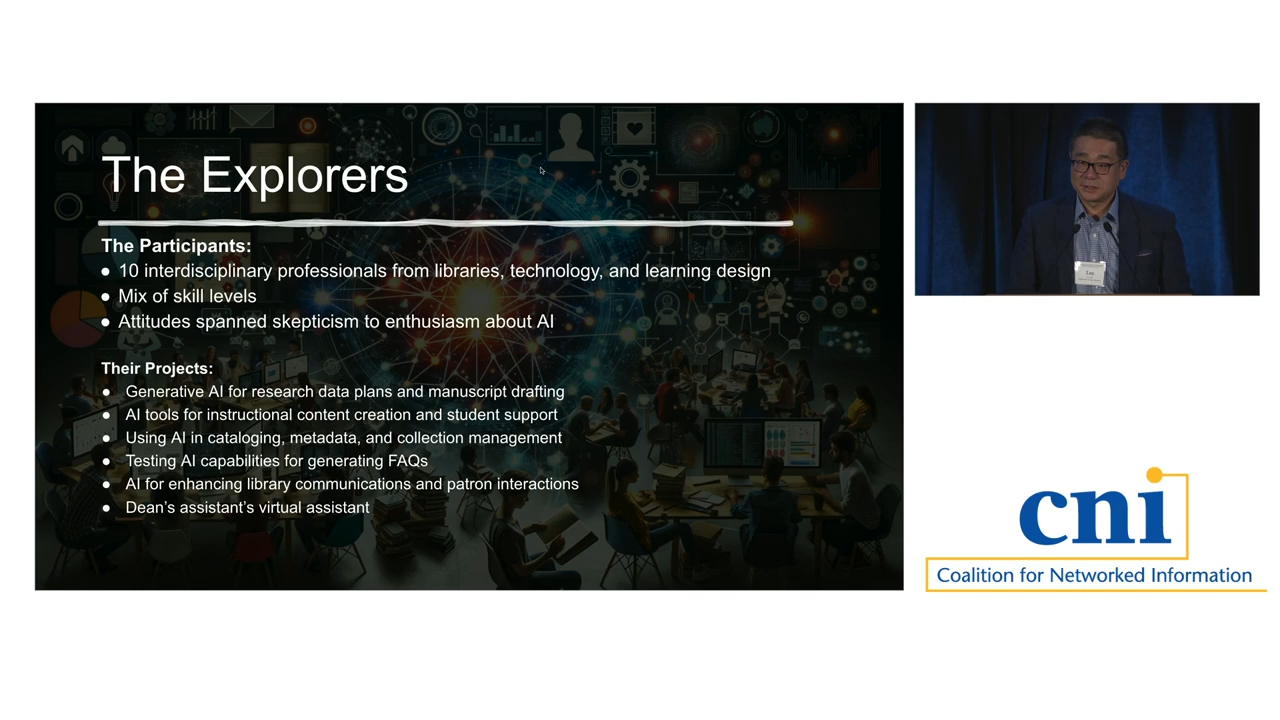 The Explorers
The Participants:
● 10 interdisciplinary professionals from libraries, technology, and learning design
● Mix of skill levels
● Attitudes spanned skepticism to enthusiasm about AI
Their Projects:
● Generative AI for research data plans and manuscript drafting
● AI tools for instructional content creation and student support
● Using AI in cataloging, metadata, and collection management
● Testing AI capabilities for generating FAQs
● AI for enhancing library communications and patron interactions
● Dean’s assistant’s virtual assistant
cni
Coalition for Networked Information